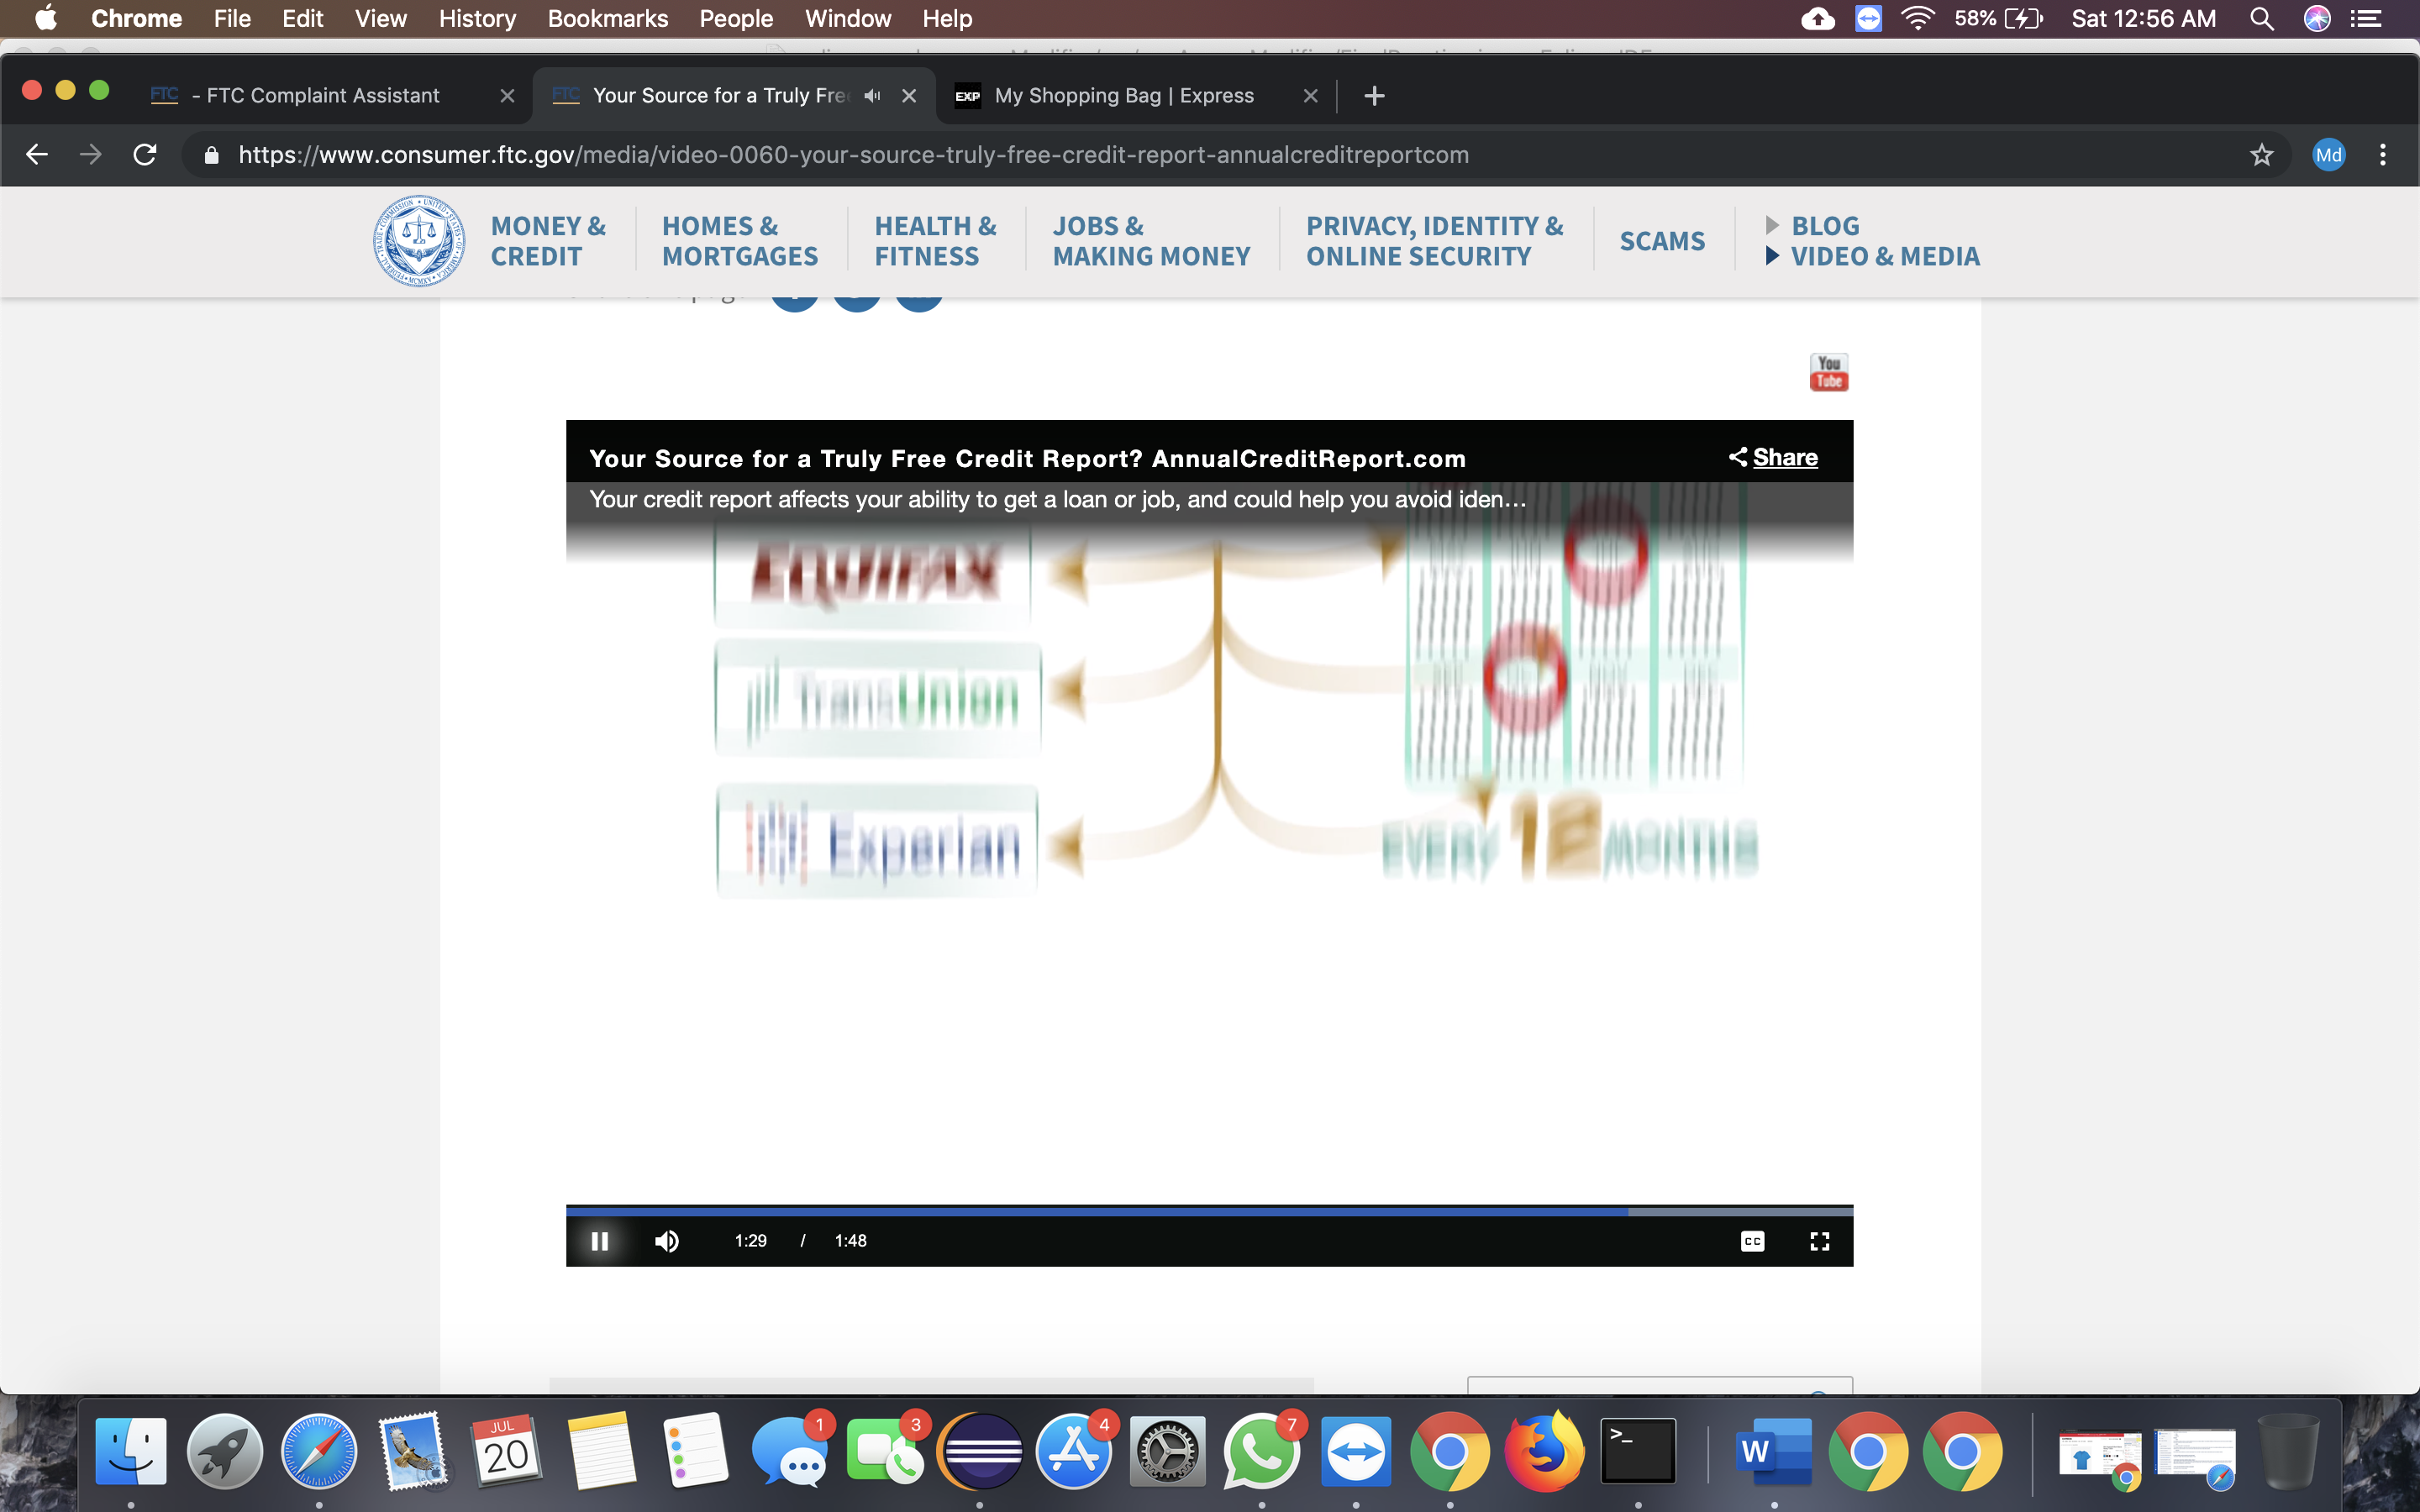 Chrome File Edit View History Bookmarks People Window Help 58% Sat 12:56 AM
FTC - FTC Complaint Assistant FTC Your Source for a Truly Fre EXP My Shopping Bag | Express
https://www.consumer.ftc.gov/media/video-0060-your-source-truly-free-credit-report-annualcreditreportcom Md
MONEY & CREDIT
HOMES & MORTGAGES
HEALTH & FITNESS
JOBS & MAKING MONEY
PRIVACY, IDENTITY & ONLINE SECURITY
SCAMS
BLOG
VIDEO & MEDIA
You Tube
Your Source for a Truly Free Credit Report? AnnualCreditReport.com Share
Your credit report affects your ability to get a loan or job, and could help you avoid iden...
EQUIFAX
TransUnion
Experian
EVERY 12 MONTHS
1:29 / 1:48 CC
JUL
20
1
3
4
7
>_
W